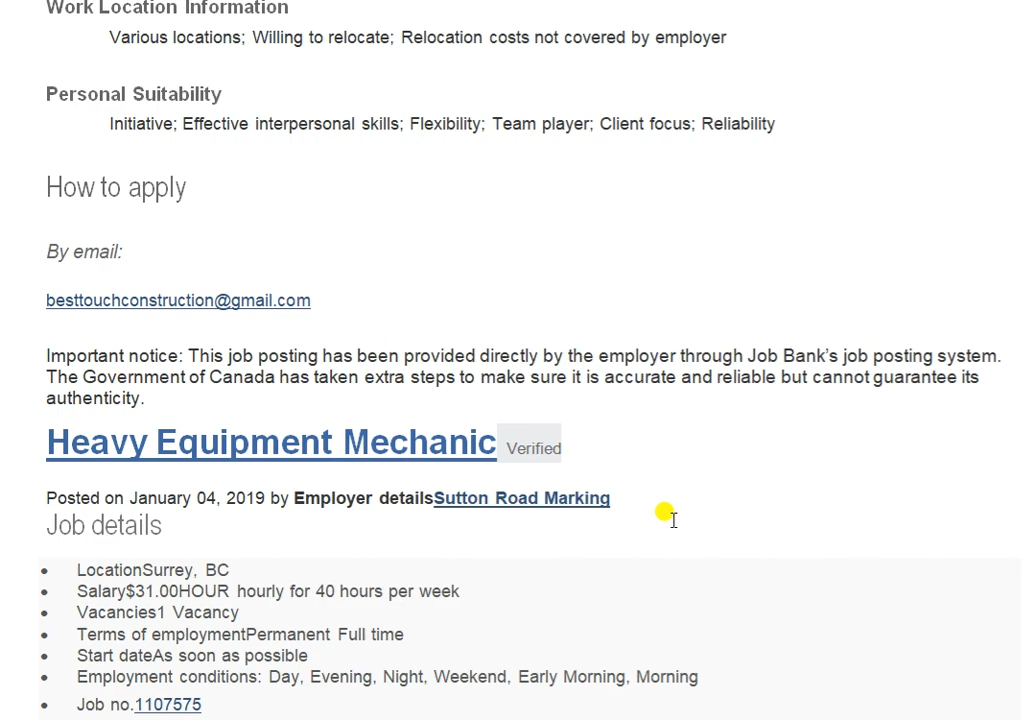 Work Location Information
Various locations; Willing to relocate; Relocation costs not covered by employer
Personal Suitability
Initiative; Effective interpersonal skills; Flexibility; Team player; Client focus; Reliability
How to apply
By email:
besttouchconstruction@gmail.com
Important notice: This job posting has been provided directly by the employer through Job Bank’s job posting system.
The Government of Canada has taken extra steps to make sure it is accurate and reliable but cannot guarantee its
authenticity.
Heavy Equipment Mechanic Verified
Posted on January 04, 2019 by Employer detailsSutton Road Marking
Job details
• LocationSurrey, BC
• Salary$31.00HOUR hourly for 40 hours per week
• Vacancies1 Vacancy
• Terms of employmentPermanent Full time
• Start dateAs soon as possible
• Employment conditions: Day, Evening, Night, Weekend, Early Morning, Morning
• Job no.1107575